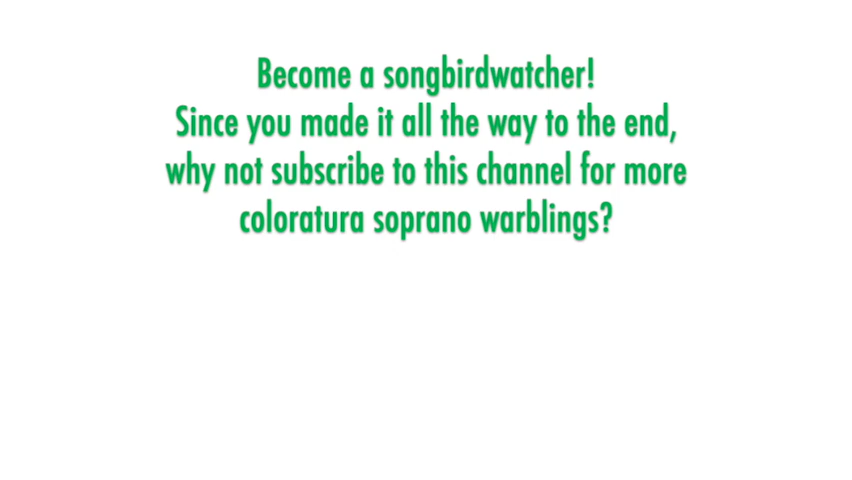 Become a songbirdwatcher!
Since you made it all the way to the end,
why not subscribe to this channel for more
coloratura soprano warblings?